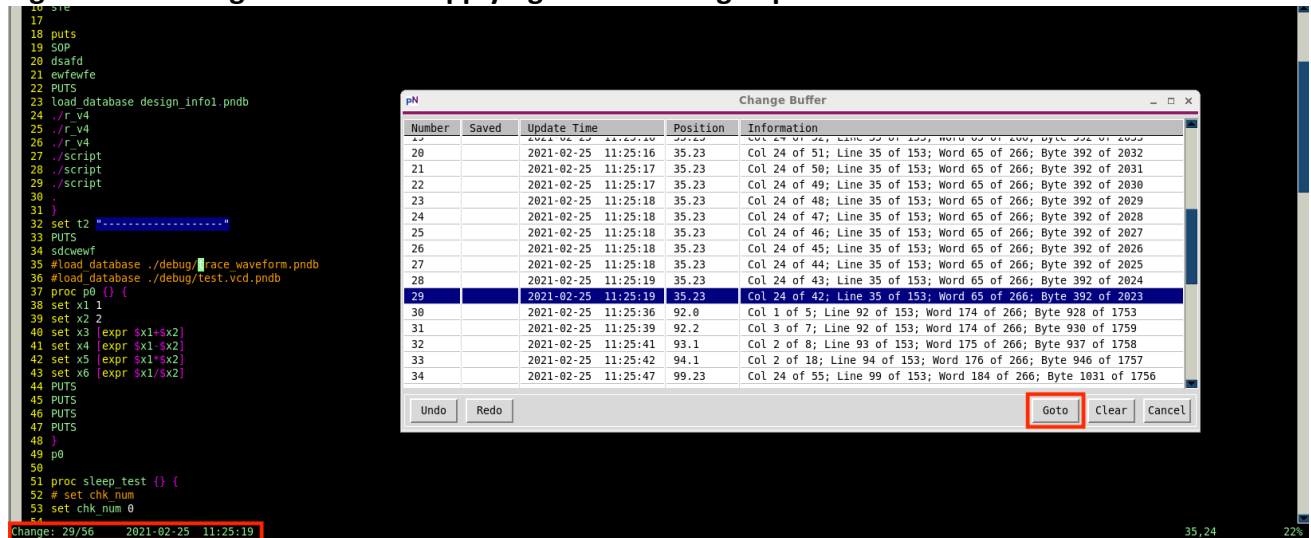 16 sfe
17
18 puts
19 SOP
20 dsafd
21 ewfewfe
22 PUTS
23 load_database design_info1.pndb
24 ./r_v4
25 ./r_v4
26 ./r_v4
27 ./script
28 ./script
29 ./script
30 .
31 }
32 set t2 "-------------------"
33 PUTS
34 sdcwewf
35 #load_database ./debug/trace_waveform.pndb
36 #load_database ./debug/test.vcd.pndb
37 proc p0 {} {
38 set x1 1
39 set x2 2
40 set x3 [expr $x1+$x2]
41 set x4 [expr $x1-$x2]
42 set x5 [expr $x1*$x2]
43 set x6 [expr $x1/$x2]
44 PUTS
45 PUTS
46 PUTS
47 PUTS
48 }
49 p0
50
51 proc sleep_test {} {
52 # set chk_num
53 set chk_num 0
54
pN Change Buffer
Number Saved Update Time Position Information
20 2021-02-25 11:25:16 35.23 Col 24 of 51; Line 35 of 153; Word 65 of 266; Byte 392 of 2032
21 2021-02-25 11:25:17 35.23 Col 24 of 50; Line 35 of 153; Word 65 of 266; Byte 392 of 2031
22 2021-02-25 11:25:17 35.23 Col 24 of 49; Line 35 of 153; Word 65 of 266; Byte 392 of 2030
23 2021-02-25 11:25:18 35.23 Col 24 of 48; Line 35 of 153; Word 65 of 266; Byte 392 of 2029
24 2021-02-25 11:25:18 35.23 Col 24 of 47; Line 35 of 153; Word 65 of 266; Byte 392 of 2028
25 2021-02-25 11:25:18 35.23 Col 24 of 46; Line 35 of 153; Word 65 of 266; Byte 392 of 2027
26 2021-02-25 11:25:18 35.23 Col 24 of 45; Line 35 of 153; Word 65 of 266; Byte 392 of 2026
27 2021-02-25 11:25:18 35.23 Col 24 of 44; Line 35 of 153; Word 65 of 266; Byte 392 of 2025
28 2021-02-25 11:25:19 35.23 Col 24 of 43; Line 35 of 153; Word 65 of 266; Byte 392 of 2024
29 2021-02-25 11:25:19 35.23 Col 24 of 42; Line 35 of 153; Word 65 of 266; Byte 392 of 2023
30 2021-02-25 11:25:36 92.0 Col 1 of 5; Line 92 of 153; Word 174 of 266; Byte 928 of 1753
31 2021-02-25 11:25:39 92.2 Col 3 of 7; Line 92 of 153; Word 174 of 266; Byte 930 of 1759
32 2021-02-25 11:25:41 93.1 Col 2 of 8; Line 93 of 153; Word 175 of 266; Byte 937 of 1758
33 2021-02-25 11:25:42 94.1 Col 2 of 18; Line 94 of 153; Word 176 of 266; Byte 946 of 1757
34 2021-02-25 11:25:47 99.23 Col 24 of 55; Line 99 of 153; Word 184 of 266; Byte 1031 of 1756
Undo Redo Goto Clear Cancel
Change: 29/56 2021-02-25 11:25:19 35,24 22%